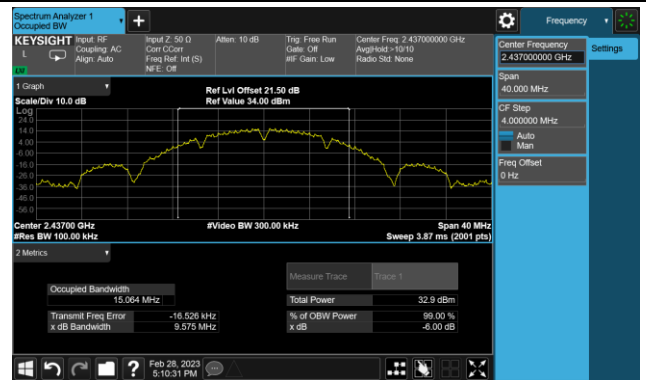 Spectrum Analyzer 1
Occupied BW
Frequency
KEYSIGHT Input: RF
L
Coupling: AC
Align: Auto
Input Z: 50 Ω
Corr CCorr
Freq Ref: Int (S)
NFE: Off
Atten: 10 dB
Trig: Free Run
Gate: Off
#IF Gain: Low
Center Freq: 2.437000000 GHz
Avg|Hold:>10/10
Radio Std: None
LW
Center Frequency
2.437000000 GHz
Settings
Span
40.000 MHz
CF Step
4.000000 MHz
Auto
Man
Freq Offset
0 Hz
1 Graph
Scale/Div 10.0 dB
Ref Lvl Offset 21.50 dB
Ref Value 34.00 dBm
Log
24.0
14.0
4.00
-6.00
-16.0
-26.0
-36.0
-46.0
-56.0
Center 2.43700 GHz
#Res BW 100.00 kHz
#Video BW 300.00 kHz
Span 40 MHz
Sweep 3.87 ms (2001 pts)
2 Metrics
Measure Trace
Trace 1
Occupied Bandwidth
15.064 MHz
Total Power
32.9 dBm
Transmit Freq Error
-16.526 kHz
% of OBW Power
99.00 %
x dB Bandwidth
9.575 MHz
x dB
-6.00 dB
?
Feb 28, 2023
5:10:31 PM